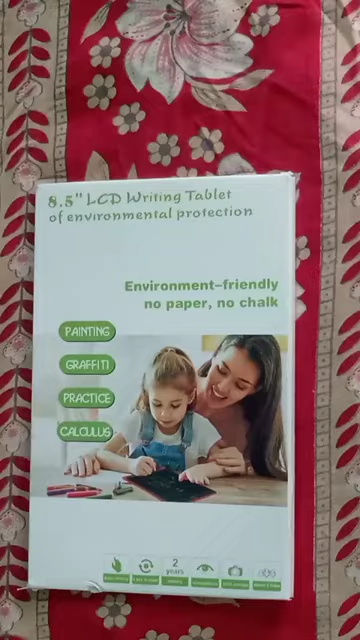 8.5" LCD Writing Tablet
of environmental protection
Environment-friendly
no paper, no chalk
PAINTING
GRAFFITI
PRACTICE
CALCULUS
2
years